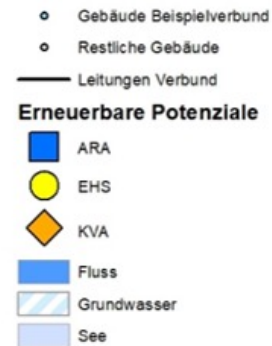 Gebäude Beispielverbund
Restliche Gebäude
Leitungen Verbund
Erneuerbare Potenziale
ARA
EHS
KVA
Fluss
Grundwasser
See